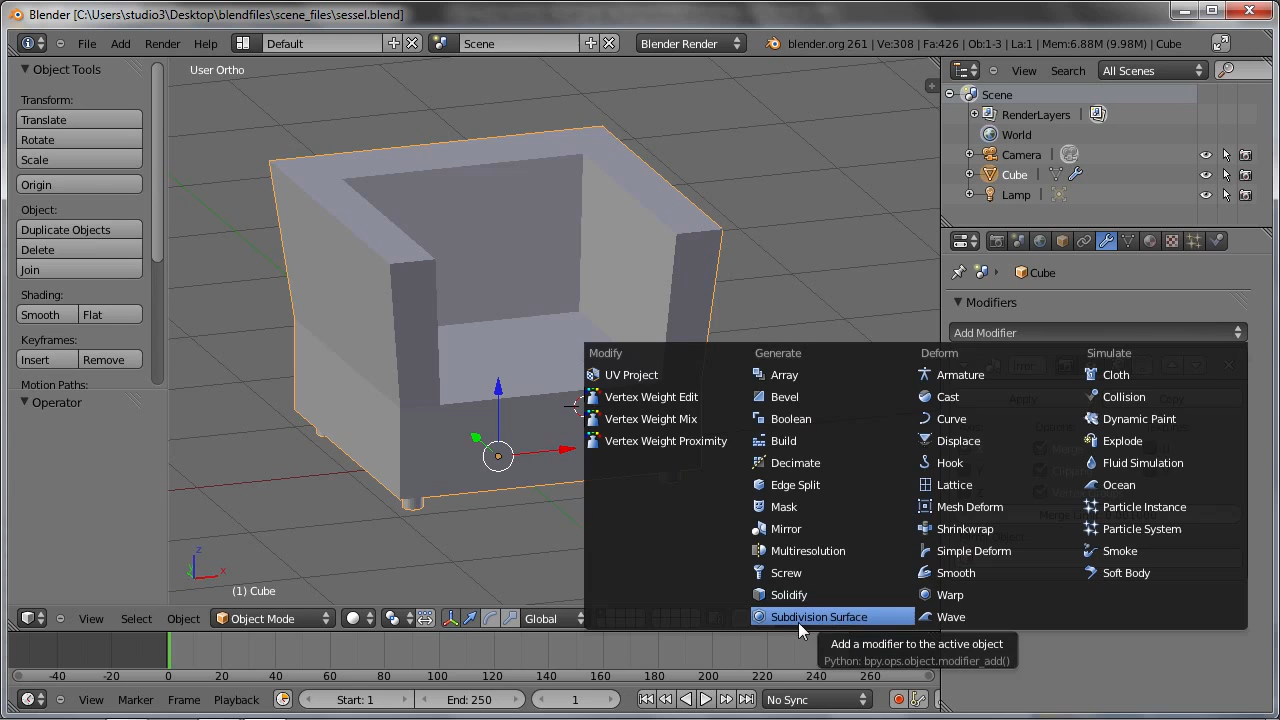 Blender [C:\Users\studio3\Desktop\blendfiles\scene_files\sessel.blend]
File Add Render Help Default Scene Blender Render blender.org 261 | Ve:308 | Fa:426 | Ob:1-3 | La:1 | Mem:6.88M (9.98M) | Cube
Object Tools
Transform:
Translate
Rotate
Scale
Origin
Object:
Duplicate Objects
Delete
Join
Shading:
Smooth Flat
Keyframes:
Insert Remove
Motion Paths:
Operator
User Ortho
z
x
(1) Cube
View Select Object Object Mode Global
View Search All Scenes
Scene
RenderLayers
World
Camera
Cube
Lamp
Cube
Modifiers
Add Modifier
Apply
Modify
UV Project
Vertex Weight Edit
Vertex Weight Mix
Vertex Weight Proximity
Generate
Array
Bevel
Boolean
Build
Decimate
Edge Split
Mask
Mirror
Multiresolution
Screw
Solidify
Subdivision Surface
Deform
Armature
Cast
Curve
Displace
Hook
Lattice
Mesh Deform
Shrinkwrap
Simple Deform
Smooth
Warp
Wave
Simulate
Cloth
Collision
Dynamic Paint
Explode
Fluid Simulation
Ocean
Particle Instance
Particle System
Smoke
Soft Body
Add a modifier to the active object
Python: bpy.ops.object.modifier_add()
-40 -20 0 20 40 60 80 100 120 140 160 180 200 220 240 260
View Marker Frame Playback Start: 1 End: 250 1 No Sync